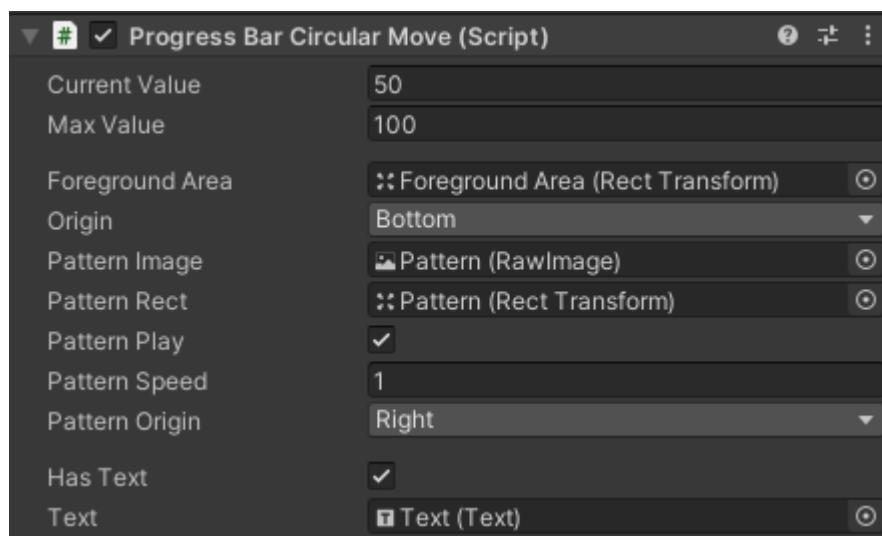 # Progress Bar Circular Move (Script)
Current Value 50
Max Value 100
Foreground Area Foreground Area (Rect Transform)
Origin Bottom
Pattern Image Pattern (RawImage)
Pattern Rect Pattern (Rect Transform)
Pattern Play
Pattern Speed 1
Pattern Origin Right
Has Text
Text T Text (Text)